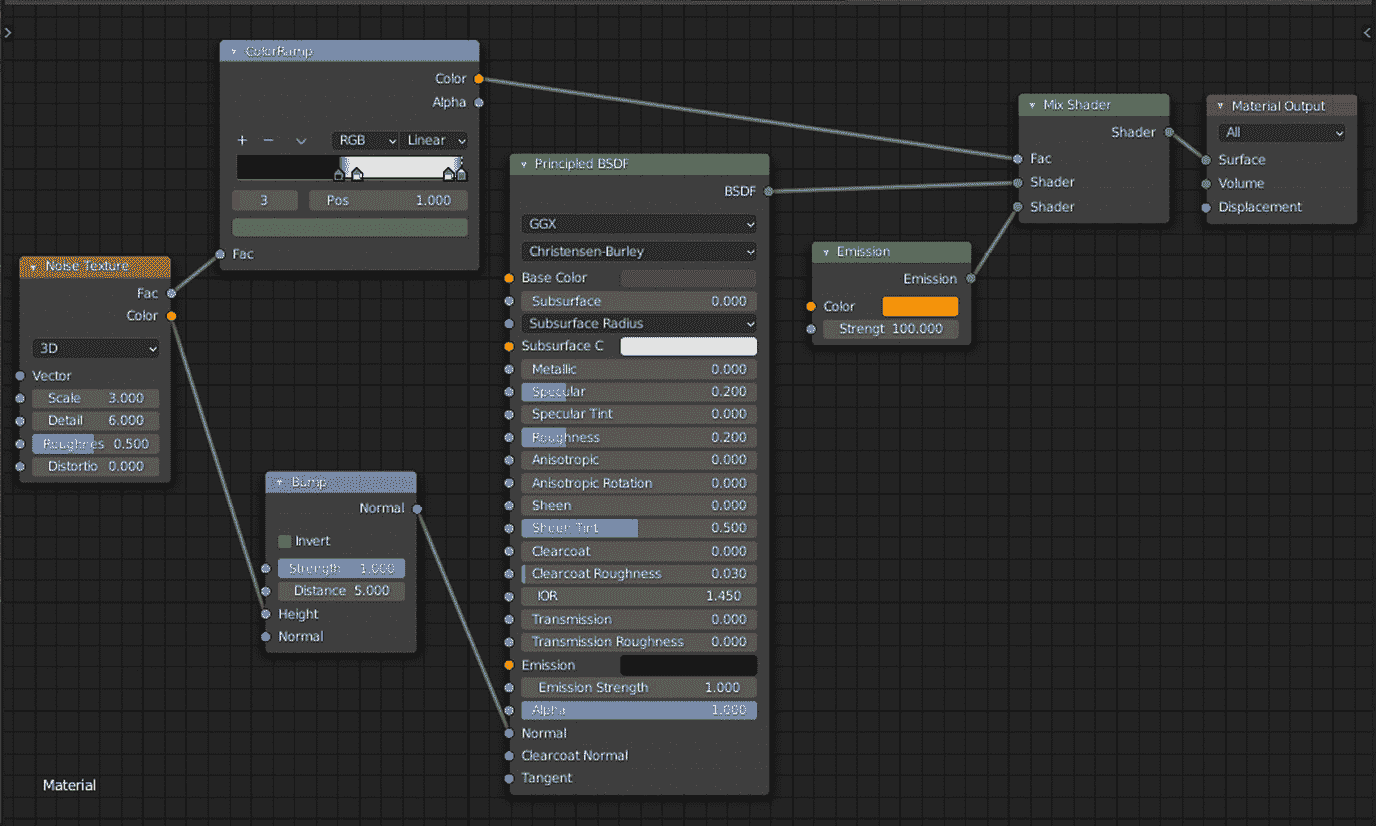 ColorRamp
Color
Alpha
RGB Linear
3 Pos 1.000
Fac
Noise Texture
Fac
Color
3D
Vector
Scale 3.000
Detail 6.000
Roughnes 0.500
Distortio 0.000
Bump
Normal
Invert
Strength 1.000
Distance 5.000
Height
Normal
Principled BSDF
BSDF
GGX
Christensen-Burley
Base Color
Subsurface 0.000
Subsurface Radius
Subsurface C
Metallic 0.000
Specular 0.200
Specular Tint 0.000
Roughness 0.200
Anisotropic 0.000
Anisotropic Rotation 0.000
Sheen 0.000
Sheen Tint 0.500
Clearcoat 0.000
Clearcoat Roughness 0.030
IOR 1.450
Transmission 0.000
Transmission Roughness 0.000
Emission
Emission Strength 1.000
Alpha 1.000
Normal
Clearcoat Normal
Tangent
Emission
Emission
Color
Strengt 100.000
Mix Shader
Shader
Fac
Shader
Shader
Material Output
All
Surface
Volume
Displacement
Material